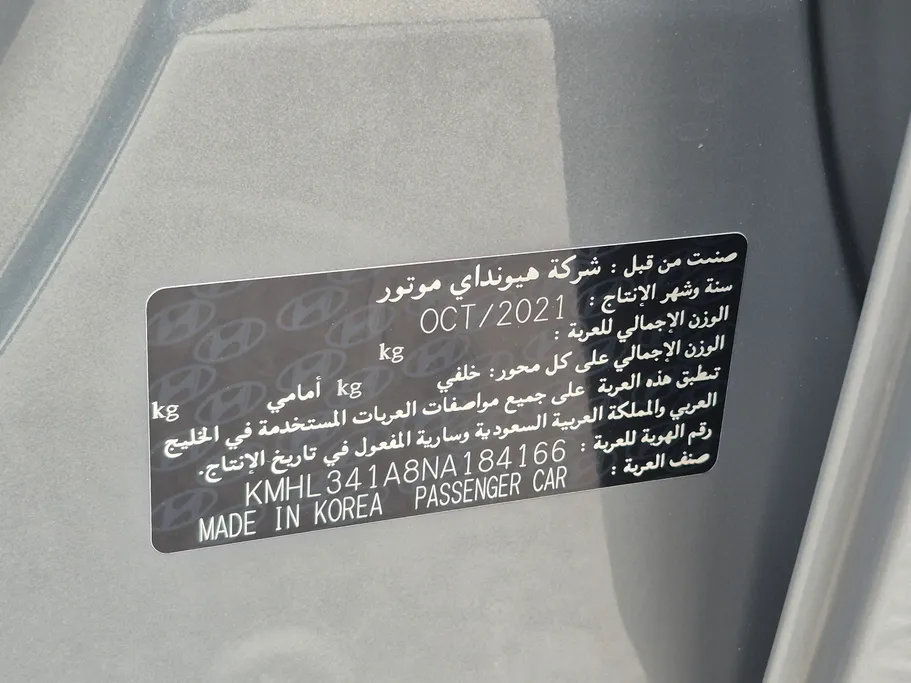 صنعت من قبل : شركة هيونداي موتور
سنة وشهر الإنتاج : OCT/2021
الوزن الإجمالي للعربة : kg
الوزن الإجمالي على كل محور: خلفي kg أمامي kg
تنطبق هذه العربة على جميع مواصفات العربات المستخدمة في الخليج
العربي والمملكة العربية السعودية وسارية المفعول في تاريخ الإنتاج.
رقم الهوية للعربة : KMHL341A8NA184166
صنف العربة : PASSENGER CAR MADE IN KOREA